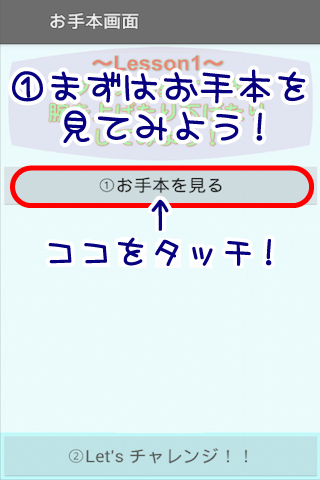 お手本画面
～Lesson1～
①まずはお手本を
見てみよう！
①お手本を見る
↑
ココをタッチ！
②Let's チャレンジ！！